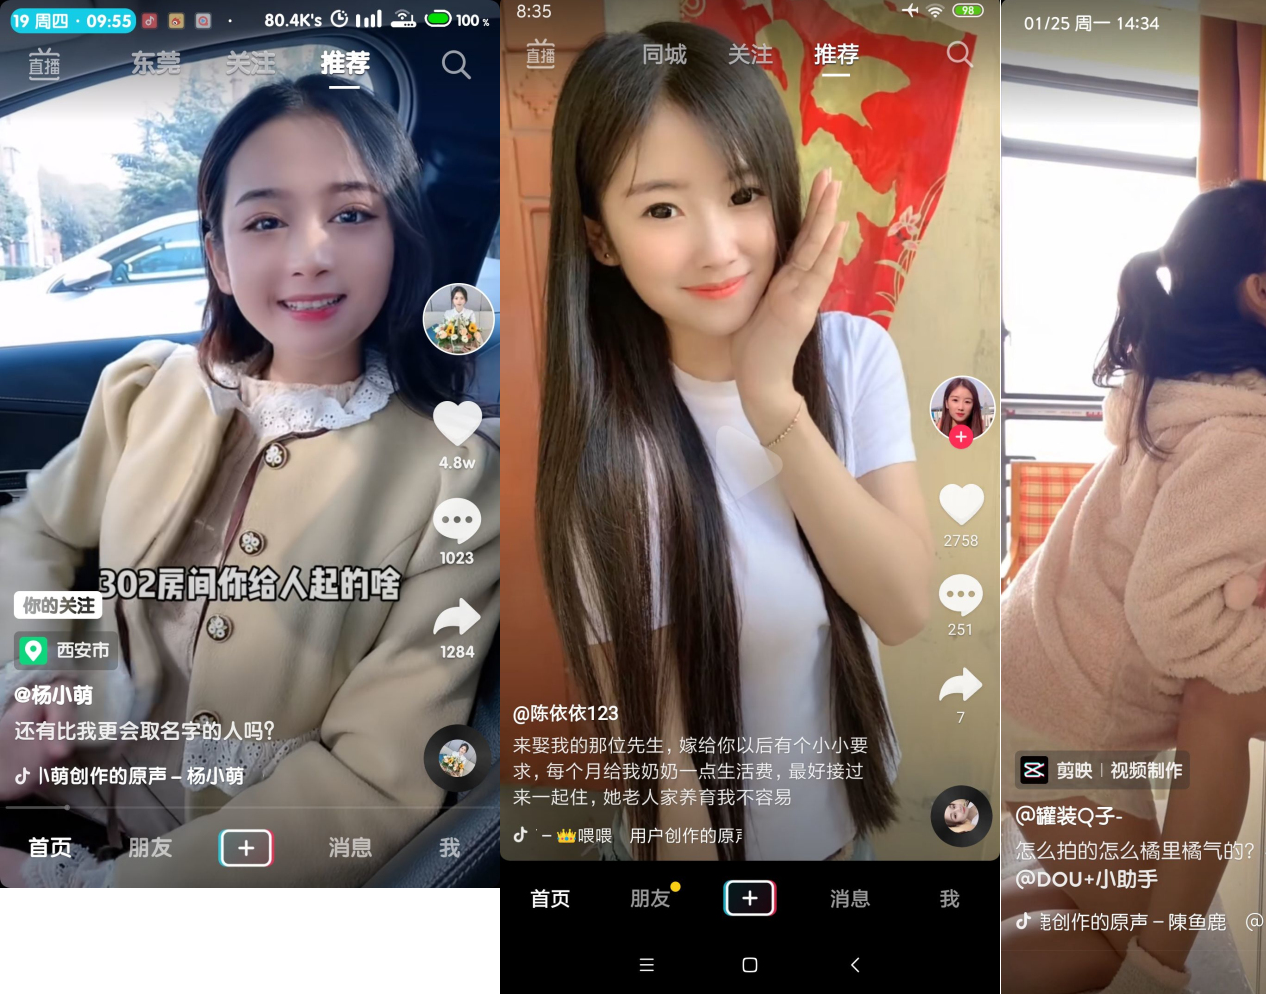 19 周四 · 09:55
80.4K's
100 %
直播
东莞
关注
推荐
4.8w
1023
302房间你给人起的啥
1284
你的关注
西安市
@杨小萌
还有比我更会取名字的人吗?
小萌创作的原声 – 杨小萌
首页
朋友
消息
我
8:35
98
直播
同城
关注
推荐
2758
251
7
@陈依依123
来娶我的那位先生，嫁给你以后有个小小要
求，每个月给我奶奶一点生活费，最好接过
来一起住，她老人家养育我不容易
– 👑喂喂 用户创作的原声
首页
朋友
消息
我
01/25 周一 14:34
剪映 | 视频制作
@罐装Q子-
怎么拍的怎么橘里橘气的?
@DOU+小助手
创作的原声 – 陳鱼鹿 @